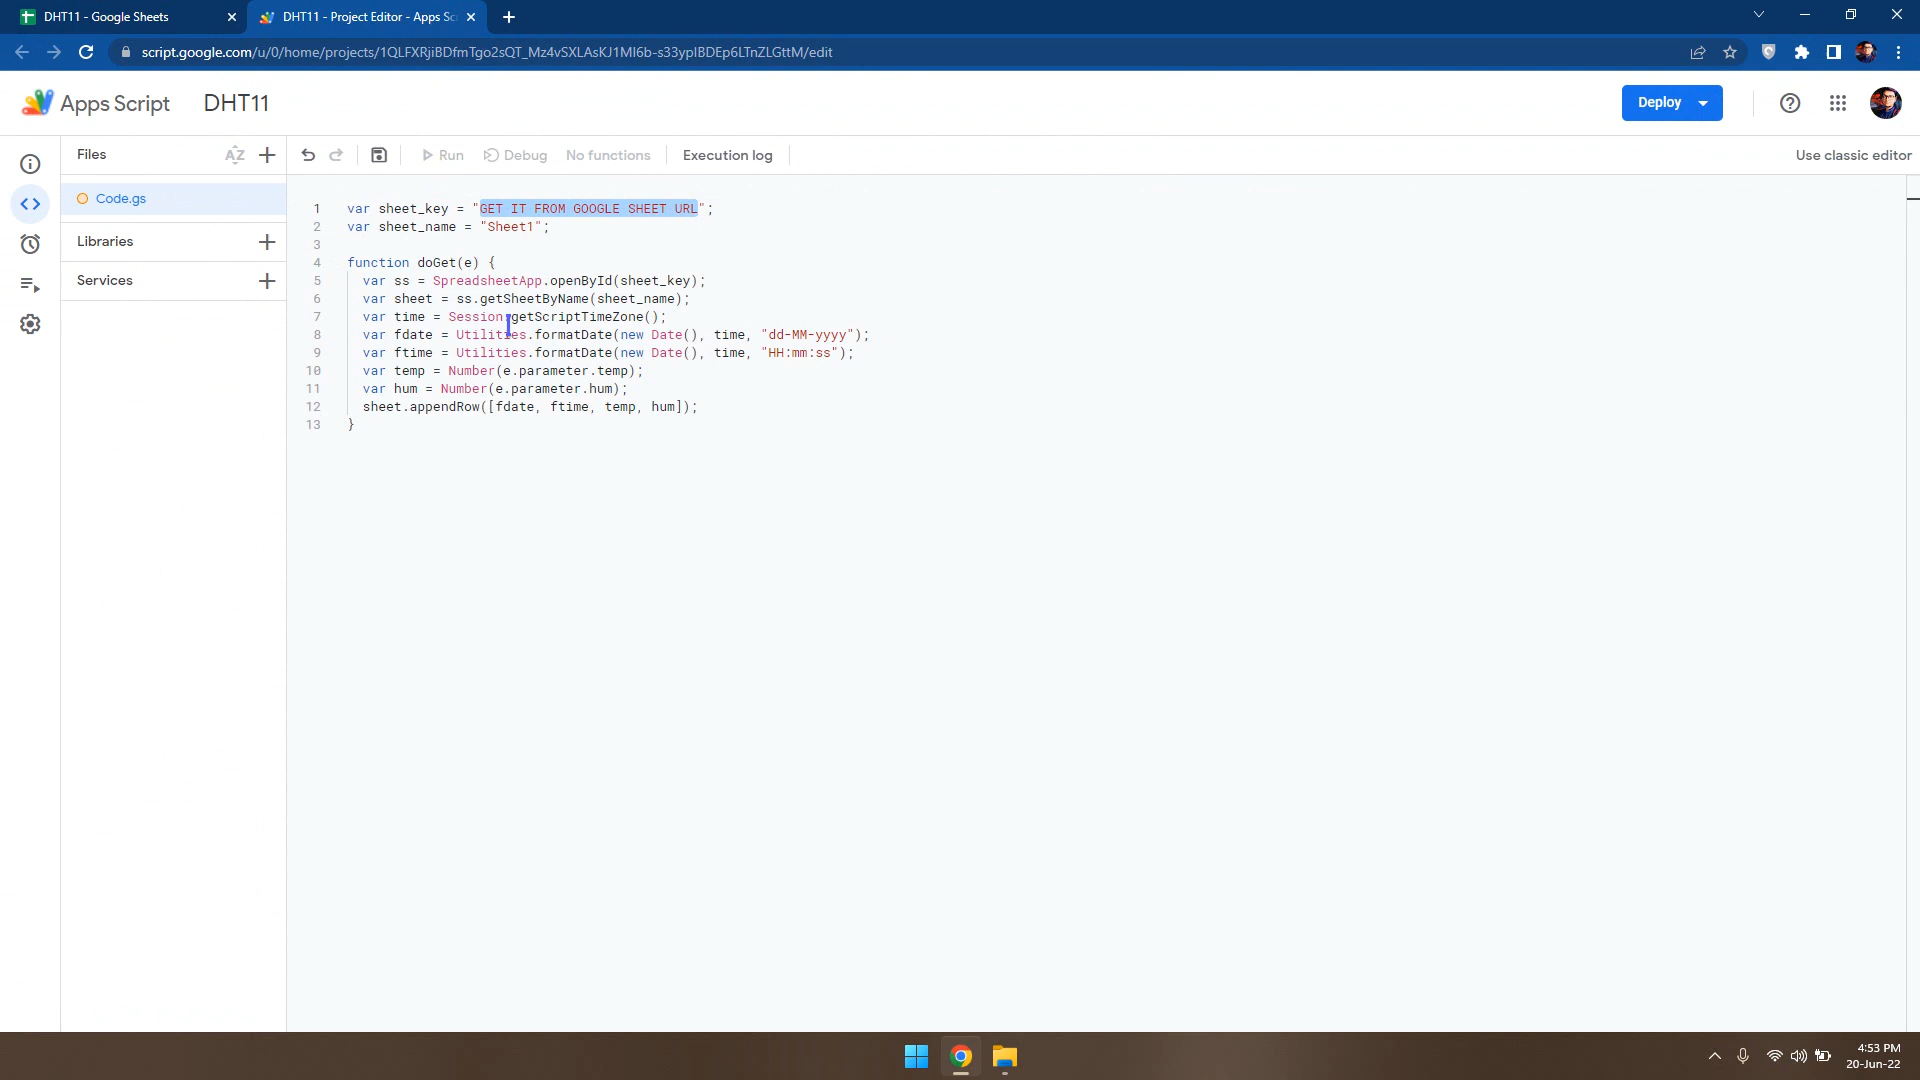 DHT11 - Google Sheets
DHT11 - Project Editor - Apps Sc
script.google.com/u/0/home/projects/1QLFXRjiBDfmTgo2sQT_Mz4vSXLAsKJ1MI6b-s33ypIBDEp6LTnZLGttM/edit
Apps Script
DHT11
Deploy
Files
AZ
Run
Debug
No functions
Execution log
Use classic editor
Code.gs
Libraries
Services
1 var sheet_key = "GET IT FROM GOOGLE SHEET URL";
2 var sheet_name = "Sheet1";
3
4 function doGet(e) {
5 var ss = SpreadsheetApp.openById(sheet_key);
6 var sheet = ss.getSheetByName(sheet_name);
7 var time = Session.getScriptTimeZone();
8 var fdate = Utilities.formatDate(new Date(), time, "dd-MM-yyyy");
9 var ftime = Utilities.formatDate(new Date(), time, "HH:mm:ss");
10 var temp = Number(e.parameter.temp);
11 var hum = Number(e.parameter.hum);
12 sheet.appendRow([fdate, ftime, temp, hum]);
13 }
4:53 PM
20-Jun-22